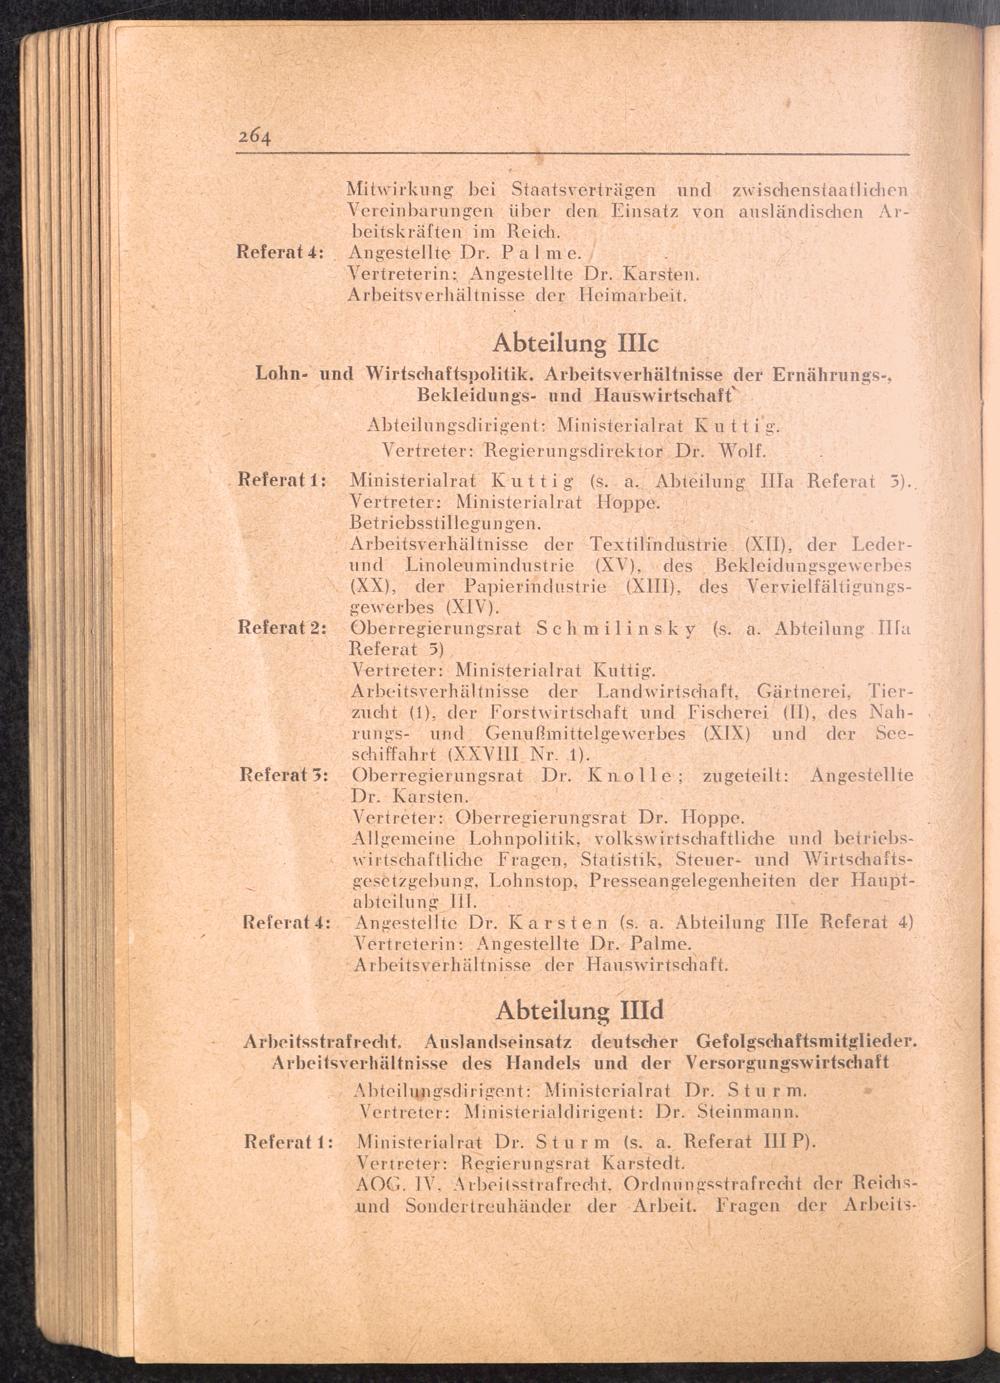 264
Mitwirkung bei Staatsverträgen und zwischenstaatlichen
Vereinbarungen über den Einsatz von ausländischen Ar-
beitskräften im Reich.
Referat 4: Angestellte Dr. Palme.
Vertreterin: Angestellte Dr. Karsten.
Arbeitsverhältnisse der Heimarbeit.
Abteilung IIIc
Lohn- und Wirtschaftspolitik. Arbeitsverhältnisse der Ernährungs-,
Bekleidungs- und Hauswirtschaft
Abteilungsdirigent: Ministerialrat Kuttig.
Vertreter: Regierungsdirektor Dr. Wolf.
Referat 1: Ministerialrat Kuttig (s. a. Abteilung IIIa Referat 3).
Vertreter: Ministerialrat Hoppe.
Betriebsstillegungen.
Arbeitsverhältnisse der Textilindustrie (XII), der Leder-
und Linoleumindustrie (XV), des Bekleidungsgewerbes
(XX), der Papierindustrie (XIII), des Vervielfältigungs-
gewerbes (XIV).
Referat 2: Oberregierungsrat Schmilinsky (s. a. Abteilung IIIa
Referat 3)
Vertreter: Ministerialrat Kuttig.
Arbeitsverhältnisse der Landwirtschaft, Gärtnerei, Tier-
zucht (1), der Forstwirtschaft und Fischerei (II), des Nah-
rungs- und Genußmittelgewerbes (XIX) und der See-
schiffahrt (XXVIII Nr. 1).
Referat 3: Oberregierungsrat Dr. Knolle; zugeteilt: Angestellte
Dr. Karsten.
Vertreter: Oberregierungsrat Dr. Hoppe.
Allgemeine Lohnpolitik, volkswirtschaftliche und betriebs-
wirtschaftliche Fragen, Statistik, Steuer- und Wirtschafts-
gesetzgebung, Lohnstop, Presseangelegenheiten der Haupt-
abteilung III.
Referat 4: Angestellte Dr. Karsten (s. a. Abteilung IIIe Referat 4)
Vertreterin: Angestellte Dr. Palme.
Arbeitsverhältnisse der Hauswirtschaft.
Abteilung IIId
Arbeitsstrafrecht. Auslandseinsatz deutscher Gefolgschaftsmitglieder.
Arbeitsverhältnisse des Handels und der Versorgungswirtschaft
Abteilungsdirigent: Ministerialrat Dr. Sturm.
Vertreter: Ministerialdirigent: Dr. Steinmann.
Referat 1: Ministerialrat Dr. Sturm (s. a. Referat III P).
Vertreter: Regierungsrat Karstedt.
AOG. IV. Arbeitsstrafrecht. Ordnungsstrafrecht der Reichs-
und Sondertreuhänder der Arbeit. Fragen der Arbeits-